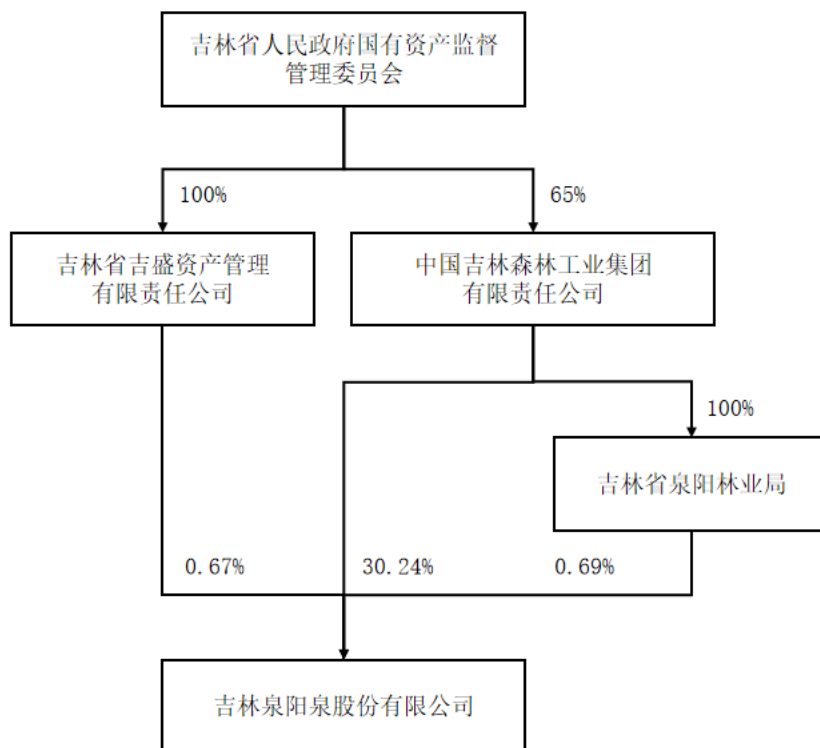 吉林省人民政府国有资产监督
管理委员会
100%
65%
吉林省吉盛资产管理
有限责任公司
中国吉林森林工业集团
有限责任公司
100%
吉林省泉阳林业局
0.67%
30.24%
0.69%
吉林泉阳泉股份有限公司